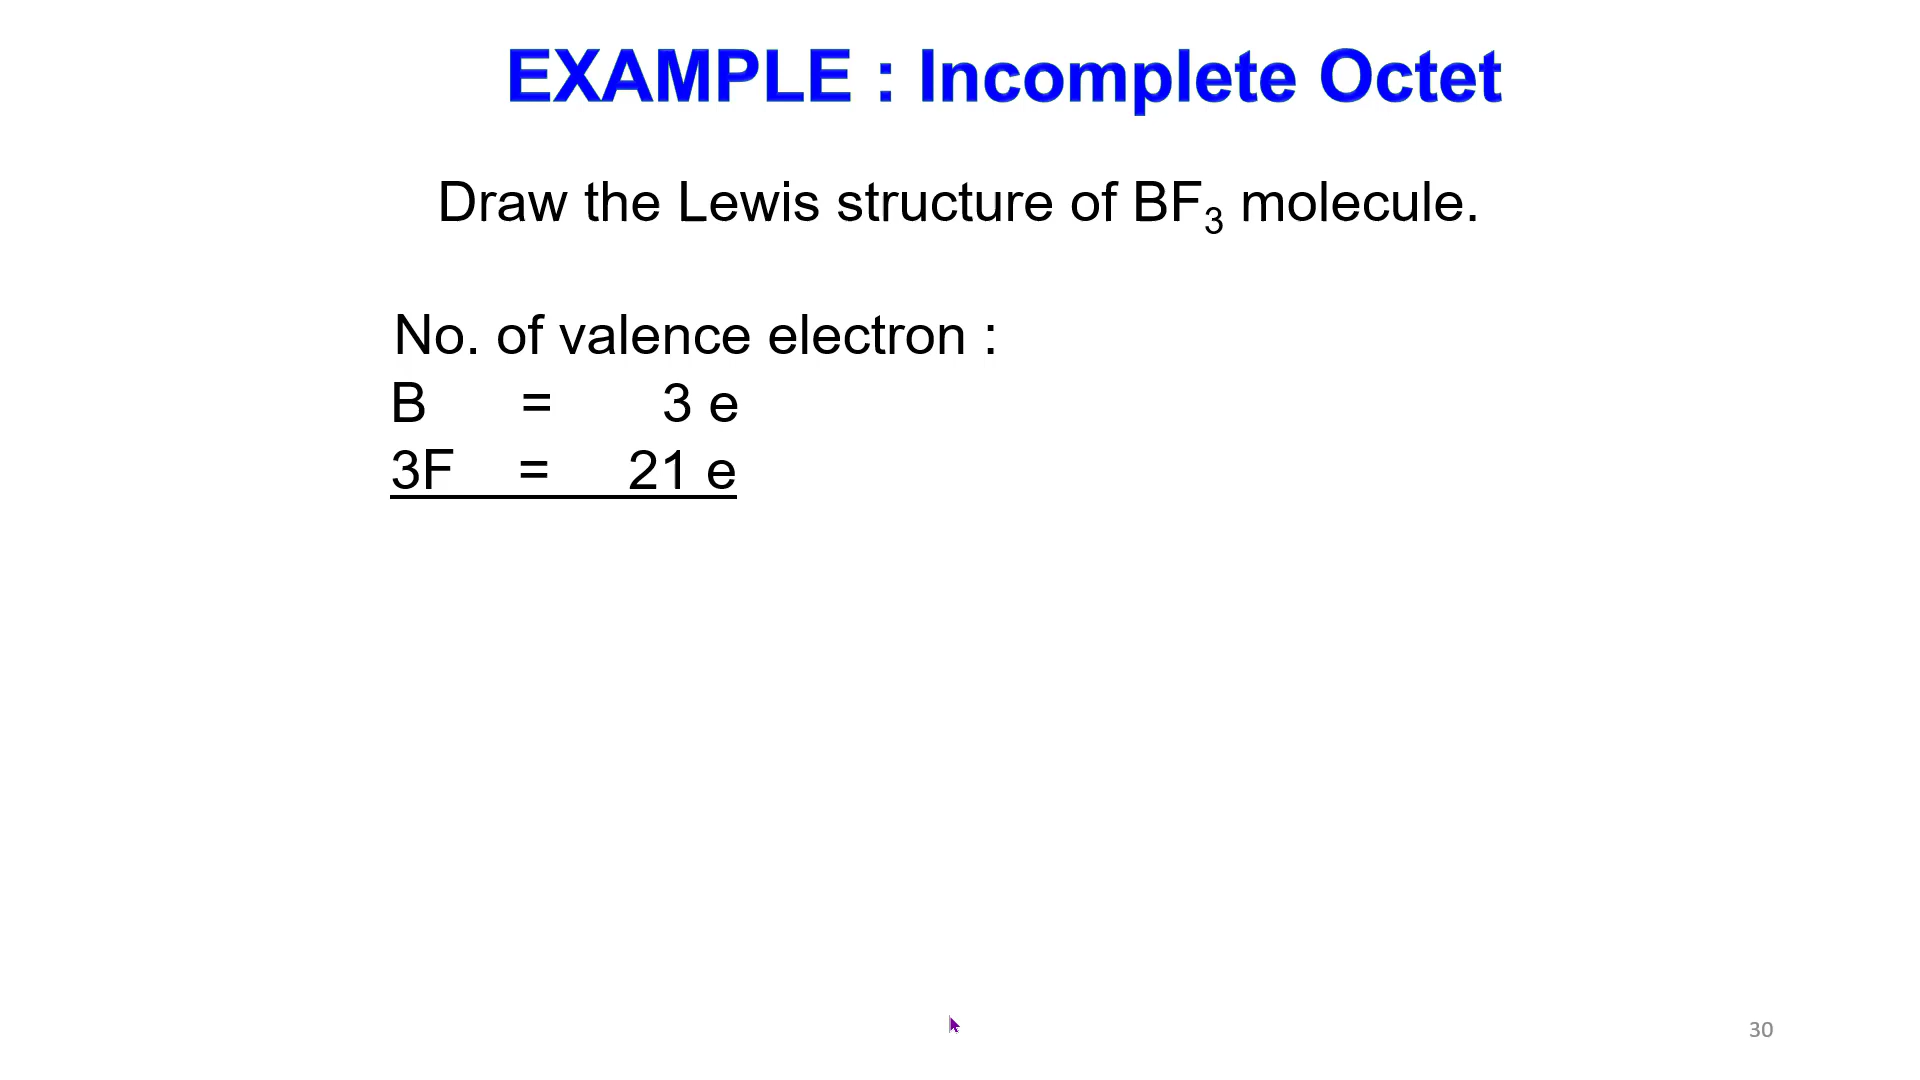 EXAMPLE : Incomplete Octet
Draw the Lewis structure of BF₃ molecule.
No. of valence electron :
B = 3 e
3F = 21 e
30